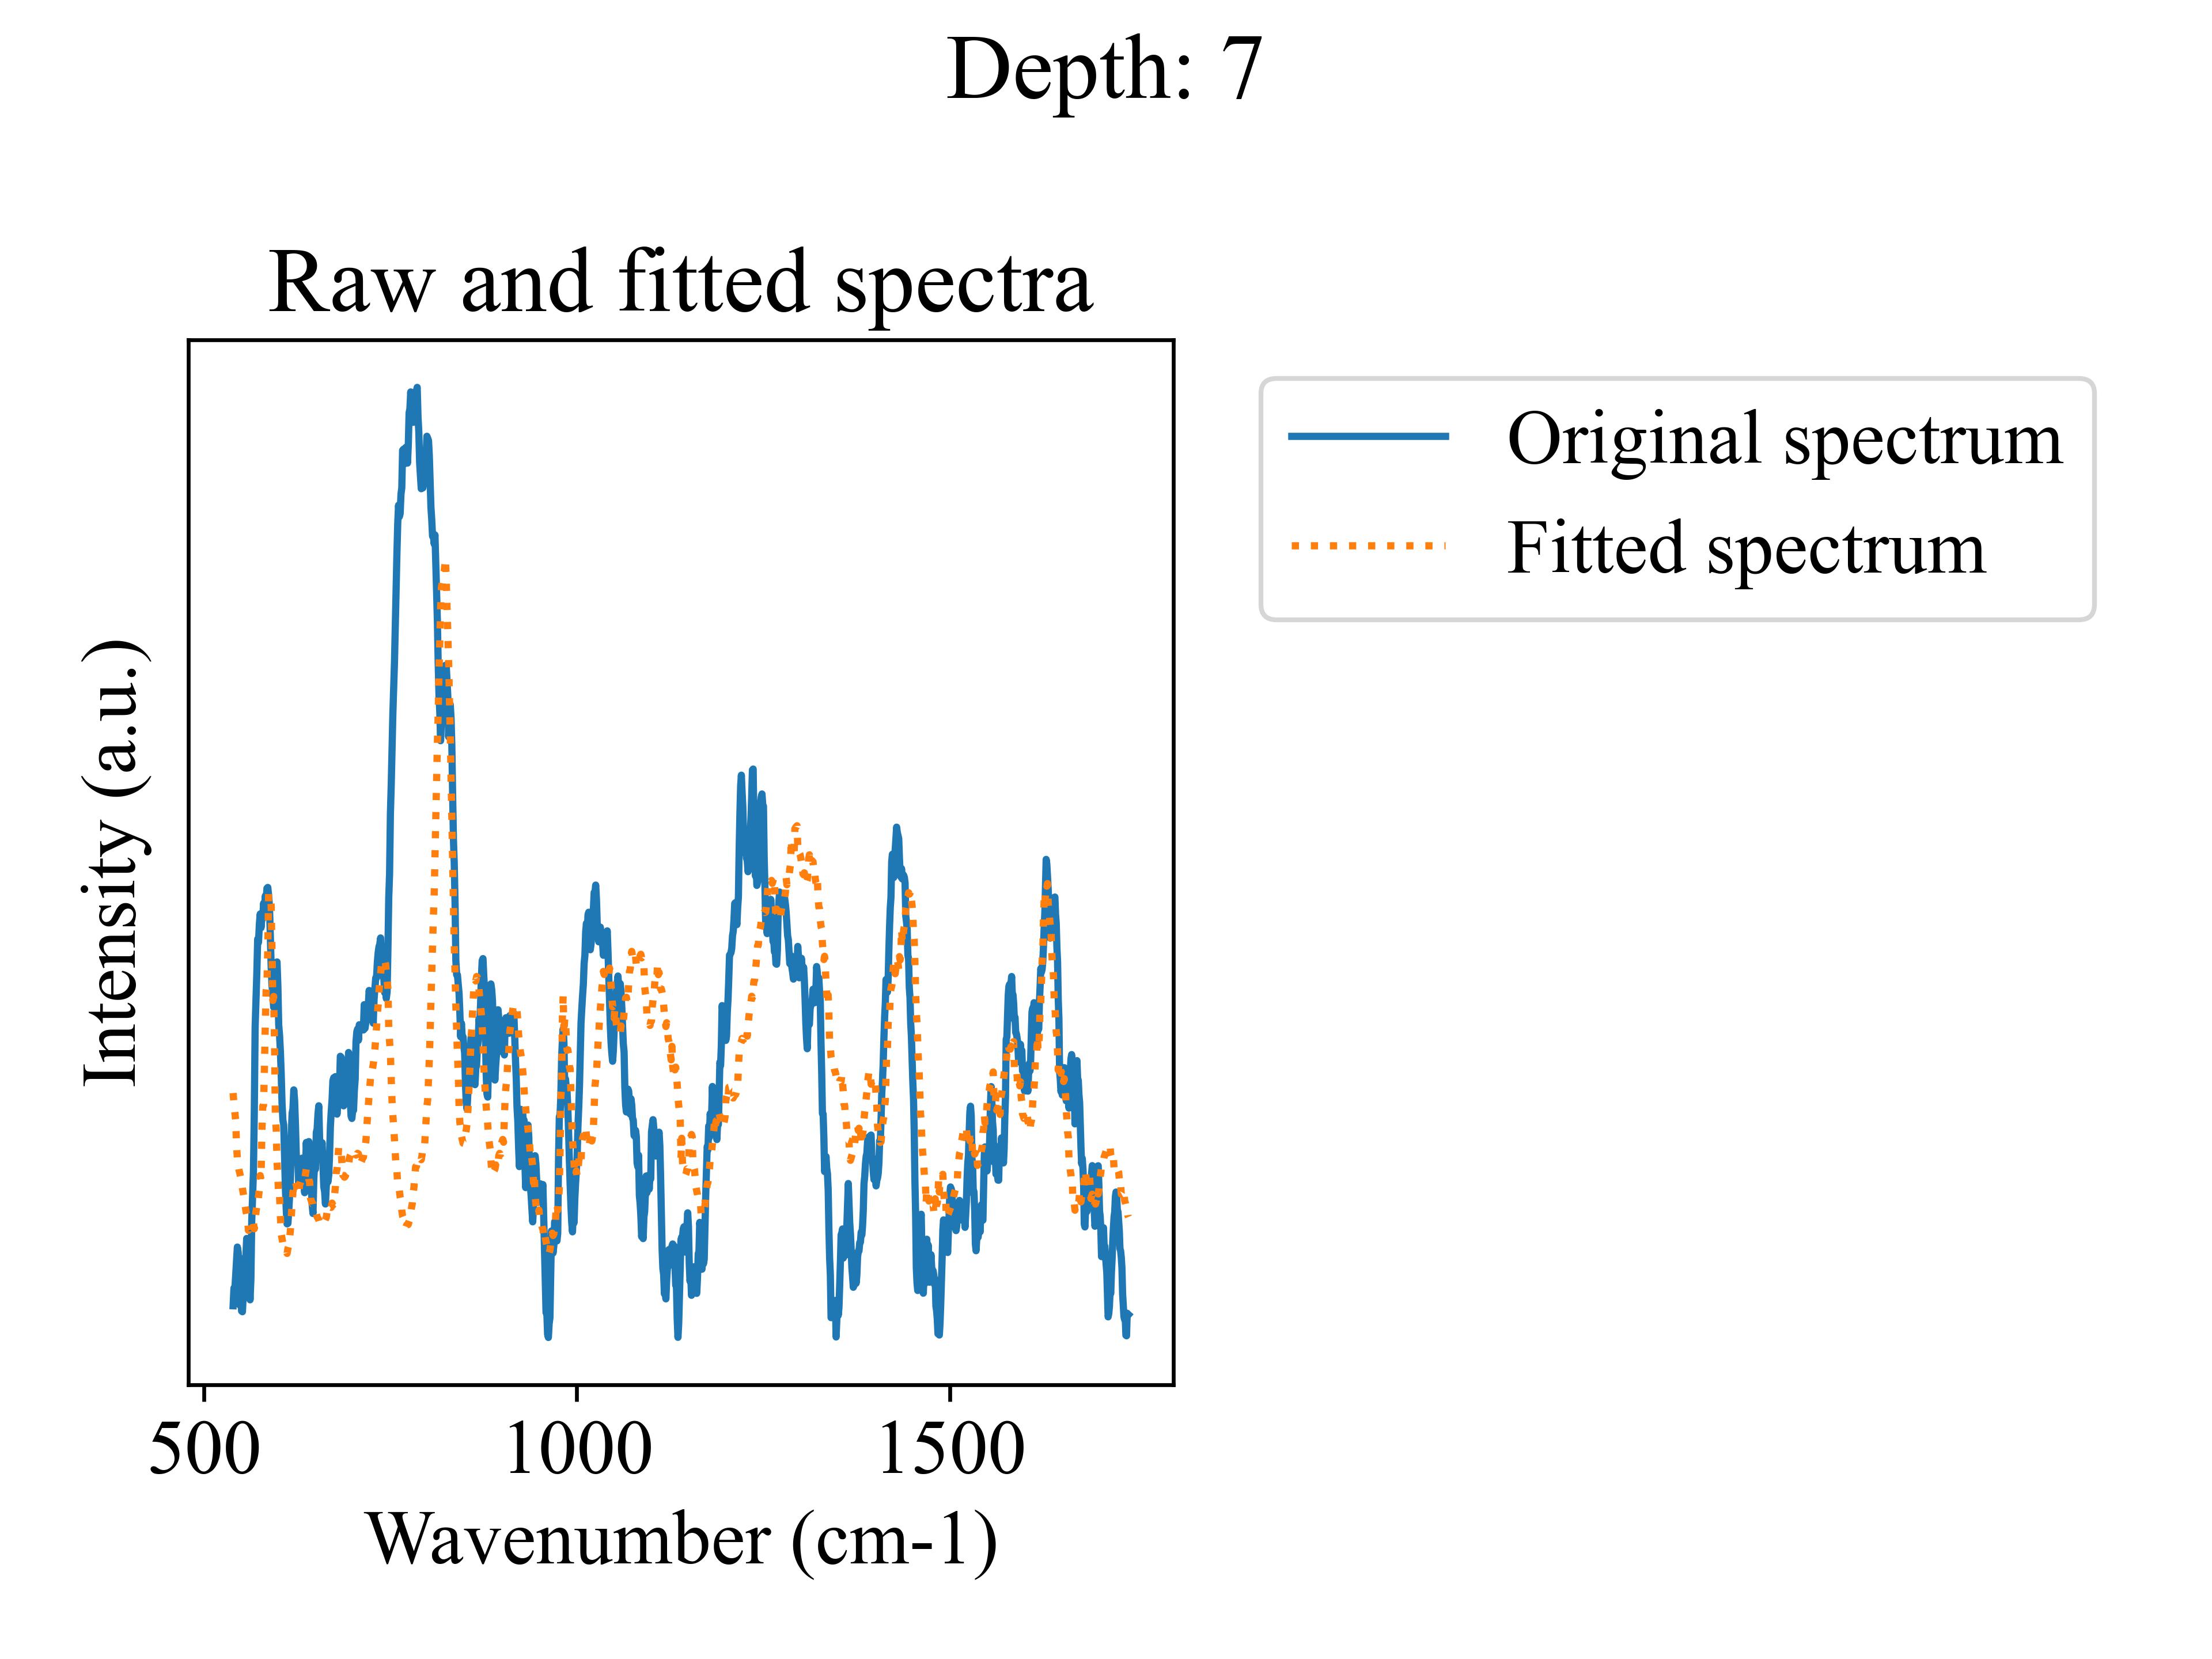 Depth: 7
Raw and fitted spectra
Original spectrum
Fitted spectrum
Intensity (a.u.)
500 1000 1500
Wavenumber (cm-1)